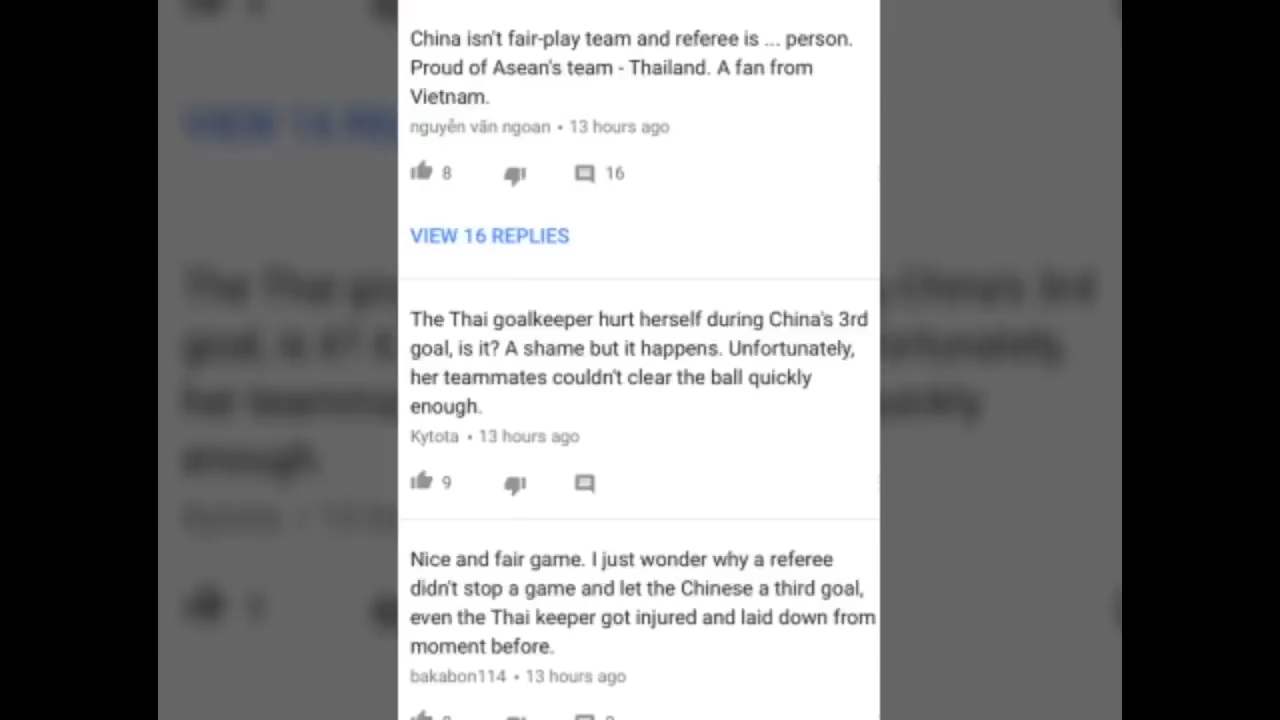 China isn't fair-play team and referee is ... person.
Proud of Asean's team - Thailand. A fan from
Vietnam.
nguyễn văn ngoan • 13 hours ago
8 16
VIEW 16 REPLIES
The Thai goalkeeper hurt herself during China's 3rd
goal, is it? A shame but it happens. Unfortunately,
her teammates couldn't clear the ball quickly
enough.
Kytota • 13 hours ago
9
Nice and fair game. I just wonder why a referee
didn't stop a game and let the Chinese a third goal,
even the Thai keeper got injured and laid down from
moment before.
bakabon114 • 13 hours ago